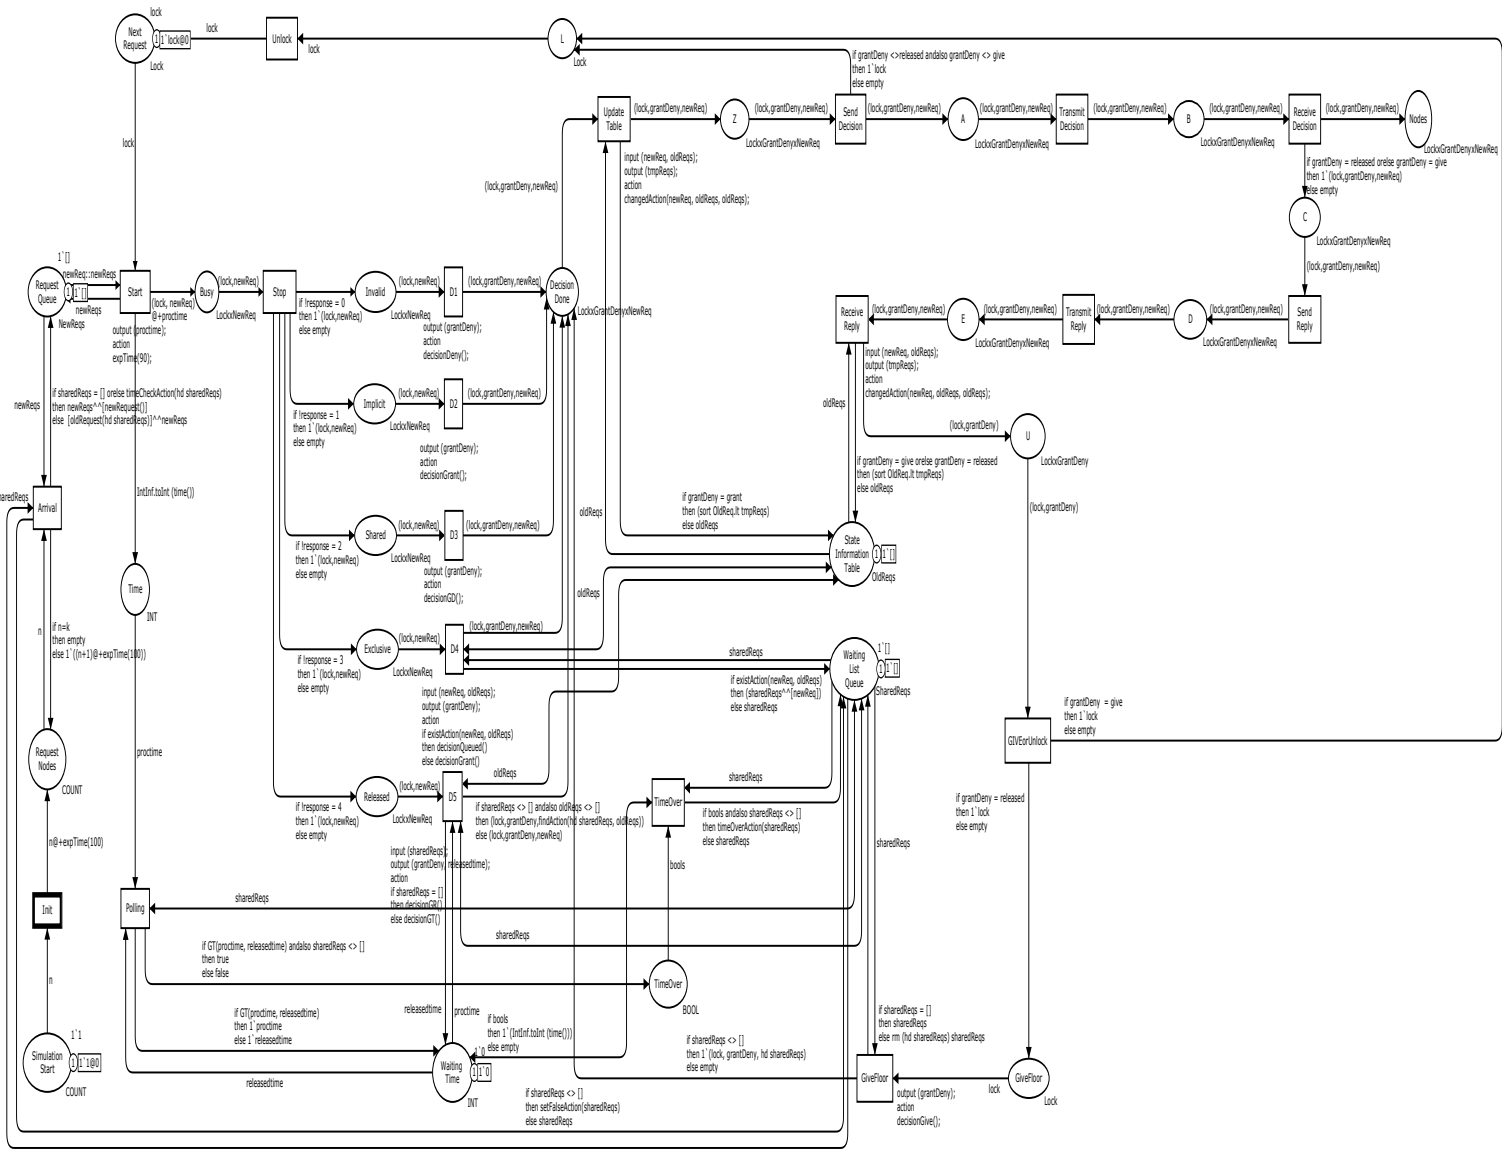 lock
Next
Request
1
1`lock@0
Lock
lock
Unlock
lock
L
Lock
if grantDeny <>released andalso grantDeny <> give
then 1`lock
else empty
Update
Table
(lock,grantDeny,newReq)
Z
LockxGrantDenyxNewReq
(lock,grantDeny,newReq)
Send
Decision
(lock,grantDeny,newReq)
A
LockxGrantDenyxNewReq
(lock,grantDeny,newReq)
Transmit
Decision
(lock,grantDeny,newReq)
B
LockxGrantDenyxNewReq
(lock,grantDeny,newReq)
Receive
Decision
(lock,grantDeny,newReq)
Nodes
LockxGrantDenyxNewReq
lock
(lock,grantDeny,newReq)
input (newReq, oldReqs);
output (tmpReqs);
action
changedAction(newReq, oldReqs, oldReqs);
if grantDeny = released orelse grantDeny = give
then 1`(lock,grantDeny,newReq)
else empty
C
LockxGrantDenyxNewReq
(lock,grantDeny,newReq)
1`[]
Request
Queue
1
1`[]
NewReqs
newReq::newReqs
newReqs
Start
(lock, newReq)
@+proctime
output (proctime);
action
expTime(90);
Busy
(lock,newReq)
LockxNewReq
Stop
if !response = 0
then 1`(lock,newReq)
else empty
Invalid
(lock,newReq)
LockxNewReq
D1
(lock,grantDeny,newReq)
output (grantDeny);
action
decisionDeny();
Decision
Done
LockxGrantDenyxNewReq
Receive
Reply
(lock,grantDeny,newReq)
E
LockxGrantDenyxNewReq
(lock,grantDeny,newReq)
Transmit
Reply
(lock,grantDeny,newReq)
D
LockxGrantDenyxNewReq
(lock,grantDeny,newReq)
Send
Reply
input (newReq, oldReqs);
output (tmpReqs);
action
changedAction(newReq, oldReqs, oldReqs);
oldReqs
newReqs
if sharedReqs = [] orelse timeCheckAction(hd sharedReqs)
then newReqs^^[newRequest()]
else [oldRequest(hd sharedReqs)]^^newReqs
if !response = 1
then 1`(lock,newReq)
else empty
Implicit
(lock,newReq)
LockxNewReq
D2
(lock,grantDeny,newReq)
output (grantDeny);
action
decisionGrant();
(lock,grantDeny)
U
LockxGrantDeny
if grantDeny = give orelse grantDeny = released
then (sort OldReq.lt tmpReqs)
else oldReqs
sharedReqs
Arrival
IntInf.toInt (time())
if !response = 2
then 1`(lock,newReq)
else empty
Shared
(lock,newReq)
LockxNewReq
D3
(lock,grantDeny,newReq)
output (grantDeny);
action
decisionGD();
oldReqs
if grantDeny = grant
then (sort OldReq.lt tmpReqs)
else oldReqs
(lock,grantDeny)
State
Information
Table
1
1`[]
OldReqs
oldReqs
Time
INT
n
if n=k
then empty
else 1`((n+1)@+expTime(100))
if !response = 3
then 1`(lock,newReq)
else empty
Exclusive
(lock,newReq)
LockxNewReq
D4
(lock,grantDeny,newReq)
input (newReq, oldReqs);
output (grantDeny);
action
if existAction(newReq, oldReqs)
then decisionQueued()
else decisionGrant()
sharedReqs
if existAction(newReq, oldReqs)
then (sharedReqs^^[newReq])
else sharedReqs
1`[]
Waiting
List
Queue
1
1`[]
SharedReqs
GIVEorUnlock
if grantDeny = give
then 1`lock
else empty
Request
Nodes
COUNT
proctime
oldReqs
if !response = 4
then 1`(lock,newReq)
else empty
Released
(lock,newReq)
LockxNewReq
D5
if sharedReqs <> [] andalso oldReqs <> []
then (lock,grantDeny,findAction(hd sharedReqs, oldReqs))
else (lock,grantDeny,newReq)
sharedReqs
TimeOver
if bools andalso sharedReqs <> []
then timeOverAction(sharedReqs)
else sharedReqs
if grantDeny = released
then 1`lock
else empty
n@+expTime(100)
input (sharedReqs);
output (grantDeny, releasedtime);
action
if sharedReqs = []
then decisionGR()
else decisionGT()
bools
sharedReqs
Init
Polling
sharedReqs
sharedReqs
if GT(proctime, releasedtime) andalso sharedReqs <> []
then true
else false
TimeOver
BOOL
n
if GT(proctime, releasedtime)
then 1`proctime
else 1`releasedtime
releasedtime
proctime
if bools
then 1`(IntInf.toInt (time()))
else empty
if sharedReqs = []
then sharedReqs
else rm (hd sharedReqs) sharedReqs
1`1
Simulation
Start
1
1`1@0
COUNT
releasedtime
1`0
Waiting
Time
1
1`0
INT
if sharedReqs <> []
then 1`(lock, grantDeny, hd sharedReqs)
else empty
GiveFloor
lock
GiveFloor
Lock
output (grantDeny);
action
decisionGive();
if sharedReqs <> []
then setFalseAction(sharedReqs)
else sharedReqs